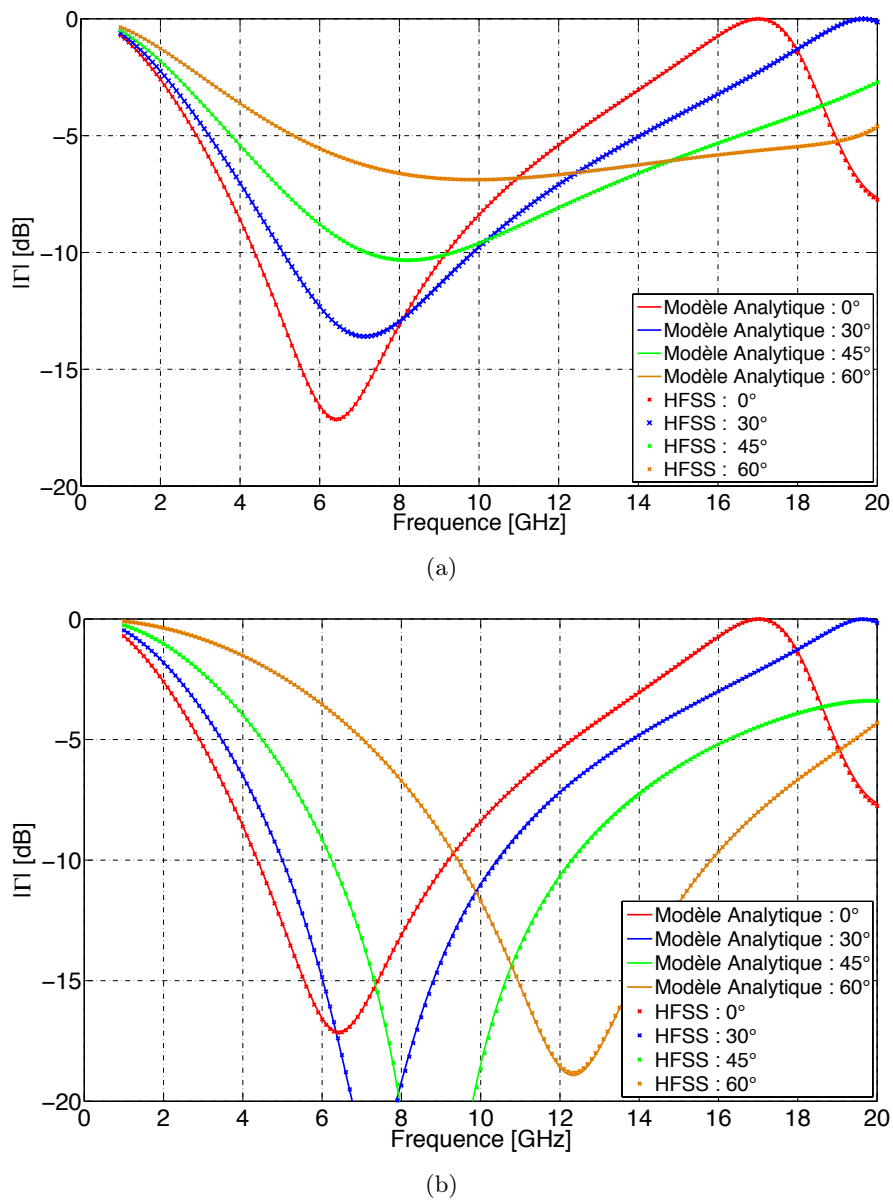 0
−5
−10
−15
−20
|Γ| [dB]
0 2 4 6 8 10 12 14 16 18 20
Frequence [GHz]
Modèle Analytique : 0°
Modèle Analytique : 30°
Modèle Analytique : 45°
Modèle Analytique : 60°
HFSS : 0°
HFSS : 30°
HFSS : 45°
HFSS : 60°
(a)
0
−5
−10
−15
−20
|Γ| [dB]
0 2 4 6 8 10 12 14 16 18 20
Frequence [GHz]
Modèle Analytique : 0°
Modèle Analytique : 30°
Modèle Analytique : 45°
Modèle Analytique : 60°
HFSS : 0°
HFSS : 30°
HFSS : 45°
HFSS : 60°
(b)